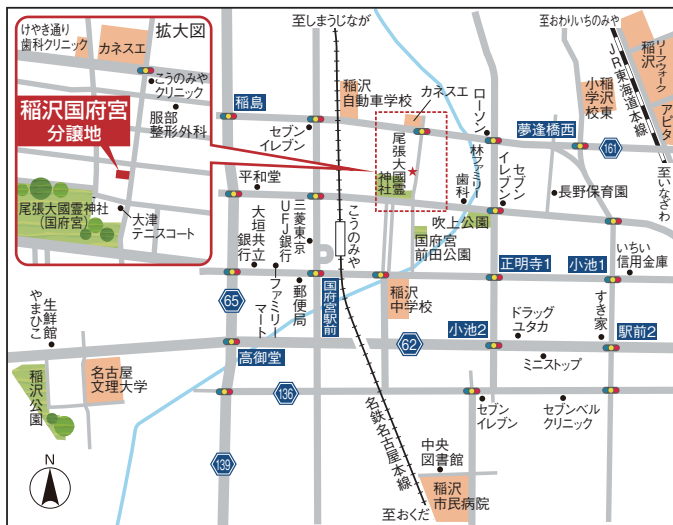 けやき通り
歯科クリニック
カネスエ
拡大図
こうのみや
クリニック
稲沢国府宮
分譲地
服部
整形外科
尾張大國霊神社
(国府宮)
大津
テニスコート
至しまうじなが
至おわりいちのみや
JR東海道本線
稲沢
リーフウォーク
アピタ
至いなざわ
稲沢
自動車学校
カネスエ
ローソン
小学校
稲沢東
稲島
セブン
イレブン
夢逢橋西
161
尾張大國
霊神社
林ファミリー
歯科
セブン
イレブン
長野保育園
平和堂
三菱東京
UFJ銀行
大垣共立
銀行
こうのみや
吹上公園
国府宮
前田公園
いちい
信用金庫
ファミリー
マート
郵便局
国府宮駅前
正明寺1
小池1
65
稲沢
中学校
生鮮館
やまひこ
ドラッグ
ユタカ
すき家
小池2
駅前2
62
高御堂
ミニストップ
稲沢公園
名古屋
文理大学
136
セブン
イレブン
セブンベル
クリニック
名鉄名古屋本線
中央
図書館
139
N
稲沢
市民病院
至おくだ